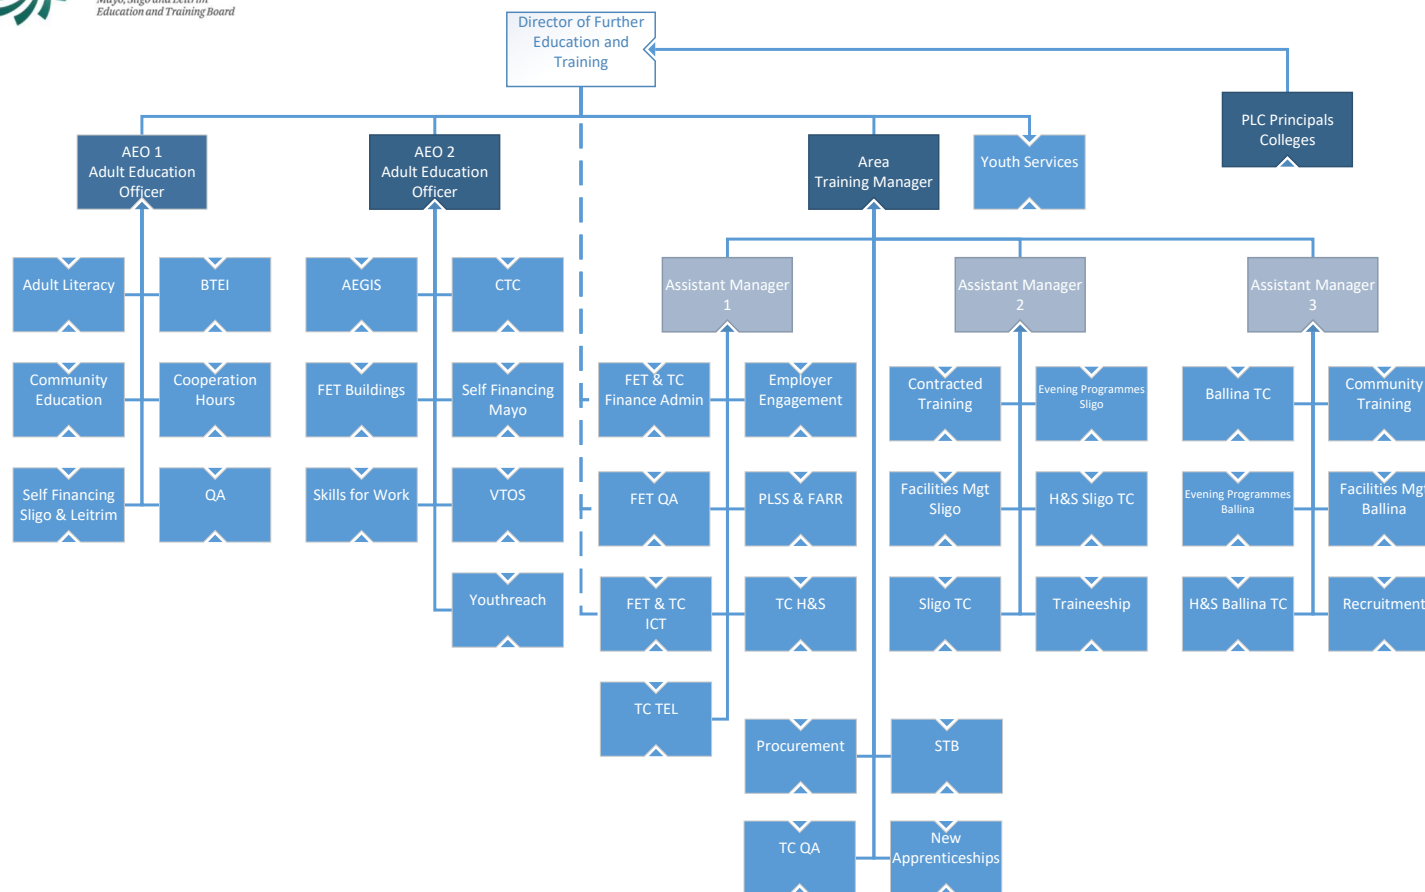 Mayo, Sligo and Leitrim
Education and Training Board
Director of Further
Education and
Training
PLC Principals
Colleges
AEO 1
Adult Education
Officer
AEO 2
Adult Education
Officer
Area
Training Manager
Youth Services
Adult Literacy
BTEI
AEGIS
CTC
Assistant Manager
1
Assistant Manager
2
Assistant Manager
3
Community
Education
Cooperation
Hours
FET Buildings
Self Financing
Mayo
FET & TC
Finance Admin
Employer
Engagement
Contracted
Training
Evening Programmes
Sligo
Ballina TC
Community
Training
Self Financing
Sligo & Leitrim
QA
Skills for Work
VTOS
FET QA
PLSS & FARR
Facilities Mgt
Sligo
H&S Sligo TC
Evening Programmes
Ballina
Facilities Mgt
Ballina
Youthreach
FET & TC
ICT
TC H&S
Sligo TC
Traineeship
H&S Ballina TC
Recruitment
TC TEL
Procurement
STB
TC QA
New
Apprenticeships